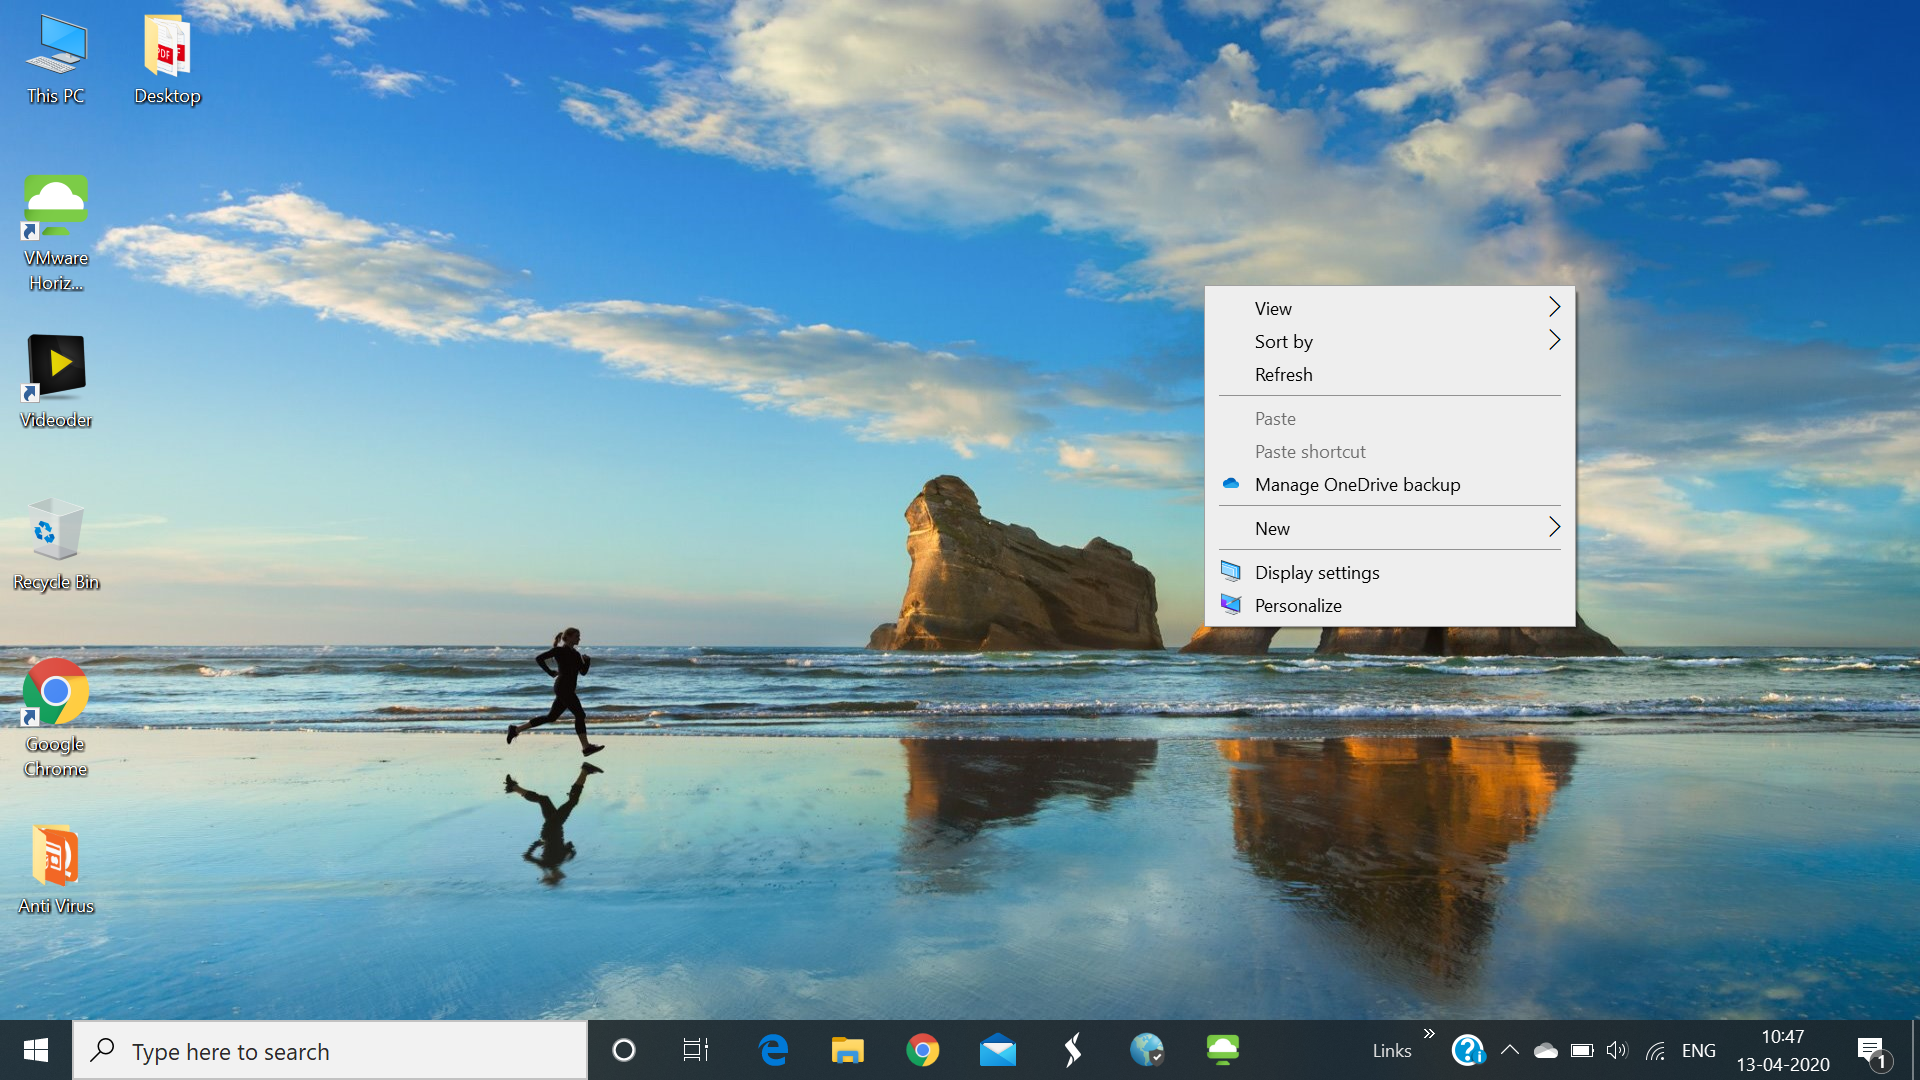 This PC
Desktop
VMware
Horiz...
Videoder
Recycle Bin
Google
Chrome
Anti Virus
View
Sort by
Refresh
Paste
Paste shortcut
Manage OneDrive backup
New
Display settings
Personalize
Type here to search
Links
ENG
10:47
13-04-2020
1
PDF